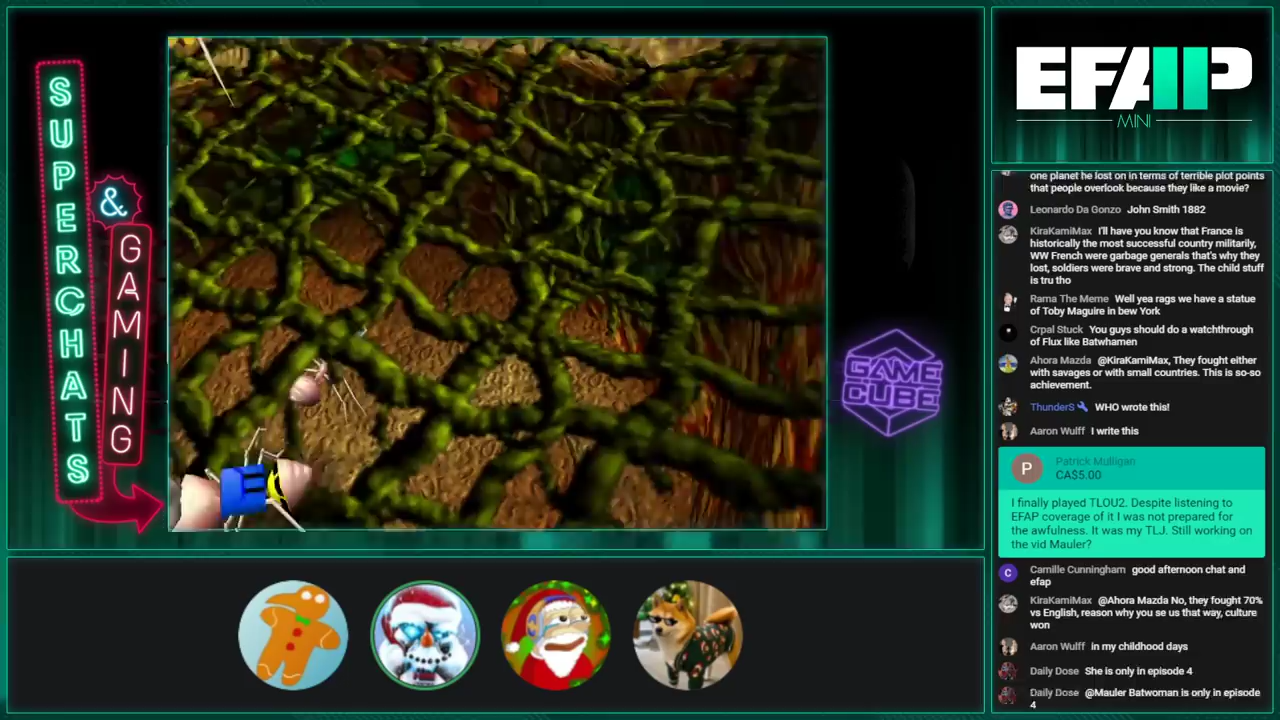 SUPERCHATS
&
GAMING
GAME
CUBE
EFAP
MINI
one planet he lost on in terms of terrible plot points
that people overlook because they like a movie?
Leonardo Da Gonzo John Smith 1882
KiraKamiMax I'll have you know that France is
historically the most successful country militarily,
WW French were garbage generals that's why they
lost, soldiers were brave and strong. The child stuff
is tru tho
Rama The Meme Well yea rags we have a statue
of Toby Maguire in bew York
Crpal Stuck You guys should do a watchthrough
of Flux like Batwhamen
Ahora Mazda @KiraKamiMax, They fought either
with savages or with small countries. This is so-so
achievement.
ThunderS WHO wrote this!
Aaron Wulff I write this
P
Patrick Mulligan
CA$5.00
I finally played TLOU2. Despite listening to
EFAP coverage of it I was not prepared for
the awfulness. It was my TLJ. Still working on
the vid Mauler?
C
Camille Cunningham good afternoon chat and
efap
KiraKamiMax @Ahora Mazda No, they fought 70%
vs English, reason why you se us that way, culture
won
Aaron Wulff in my childhood days
Daily Dose She is only in episode 4
Daily Dose @Mauler Batwoman is only in episode
4